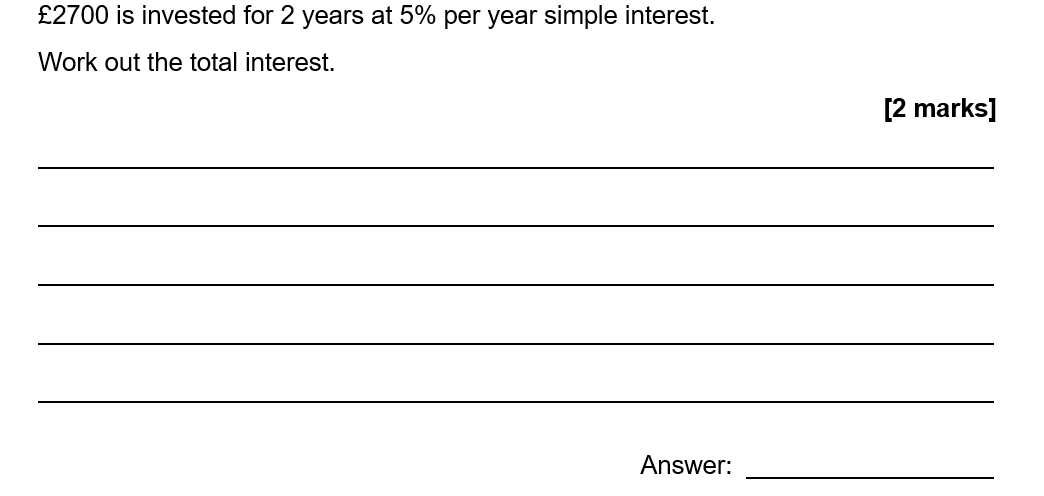 £2700 is invested for 2 years at 5% per year simple interest.
Work out the total interest.
[2 marks]
Answer: